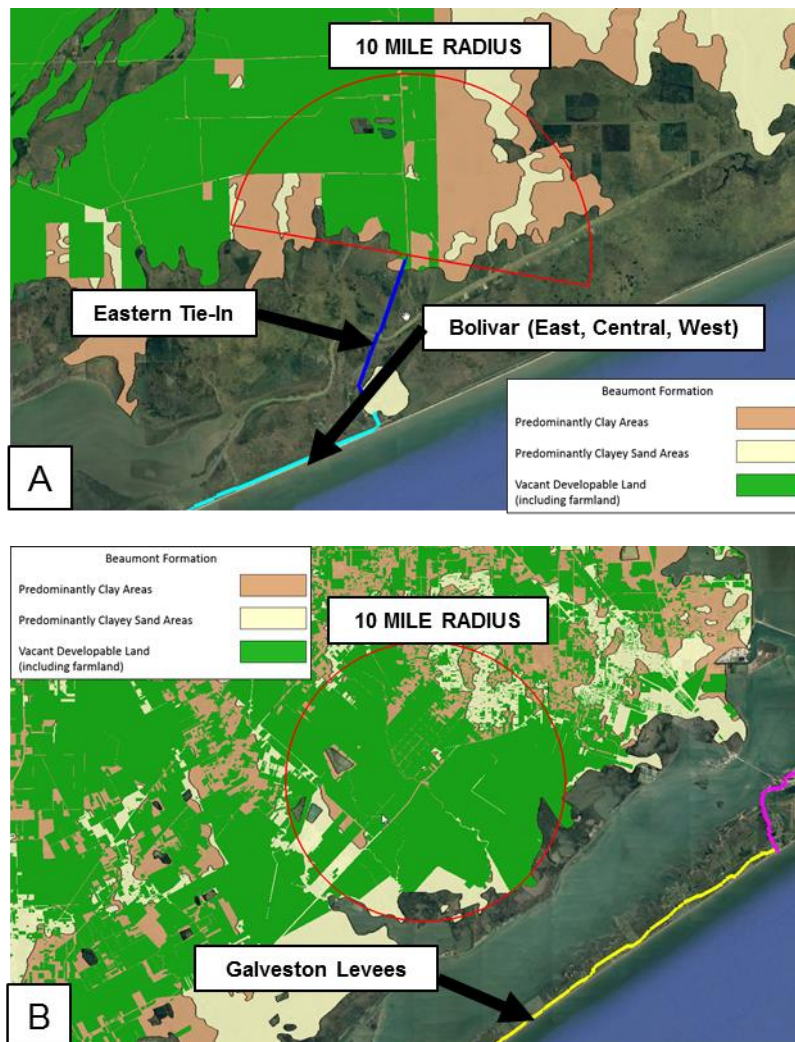 10 MILE RADIUS
Eastern Tie-In
Bolivar (East, Central, West)
Beaumont Formation
Predominantly Clay Areas
Predominantly Clayey Sand Areas
Vacant Developable Land
(including farmland)
A
Beaumont Formation
Predominantly Clay Areas
Predominantly Clayey Sand Areas
Vacant Developable Land
(including farmland)
10 MILE RADIUS
Galveston Levees
B